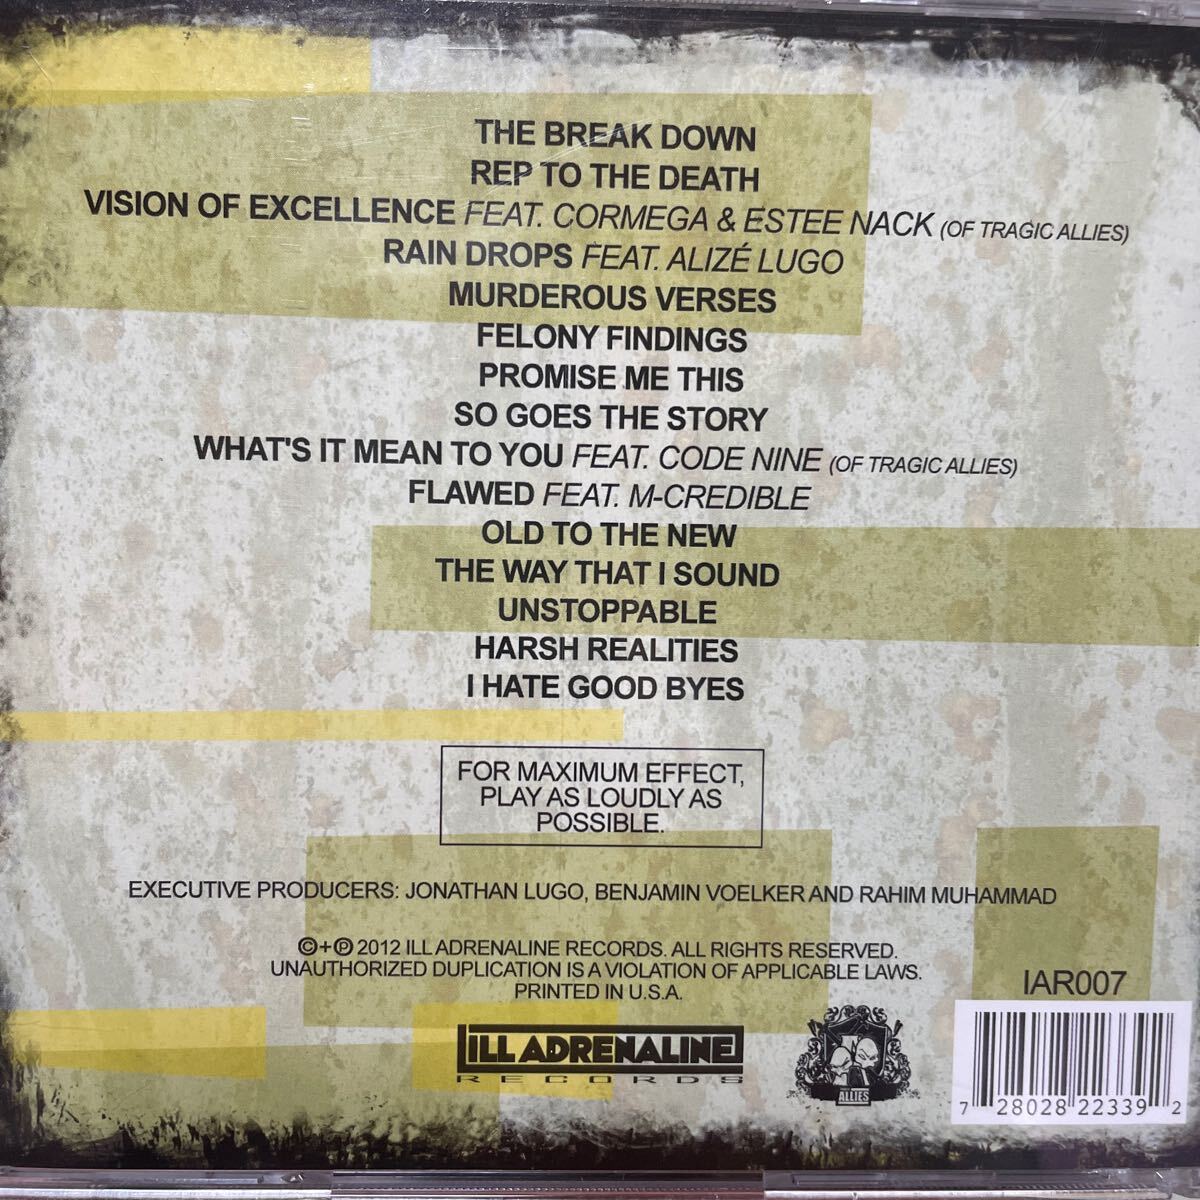 THE BREAK DOWN
REP TO THE DEATH
VISION OF EXCELLENCE FEAT. CORMEGA & ESTEE NACK (OF TRAGIC ALLIES)
RAIN DROPS FEAT. ALIZÉ LUGO
MURDEROUS VERSES
FELONY FINDINGS
PROMISE ME THIS
SO GOES THE STORY
WHAT'S IT MEAN TO YOU FEAT. CODE NINE (OF TRAGIC ALLIES)
FLAWED FEAT. M-CREDIBLE
OLD TO THE NEW
THE WAY THAT I SOUND
UNSTOPPABLE
HARSH REALITIES
I HATE GOOD BYES
FOR MAXIMUM EFFECT,
PLAY AS LOUDLY AS
POSSIBLE.
EXECUTIVE PRODUCERS: JONATHAN LUGO, BENJAMIN VOELKER AND RAHIM MUHAMMAD
©+℗ 2012 ILL ADRENALINE RECORDS. ALL RIGHTS RESERVED.
UNAUTHORIZED DUPLICATION IS A VIOLATION OF APPLICABLE LAWS.
PRINTED IN U.S.A.
IAR007
ILL ADRENALINE
RECORDS
ALLIES
7 28028 22339 2